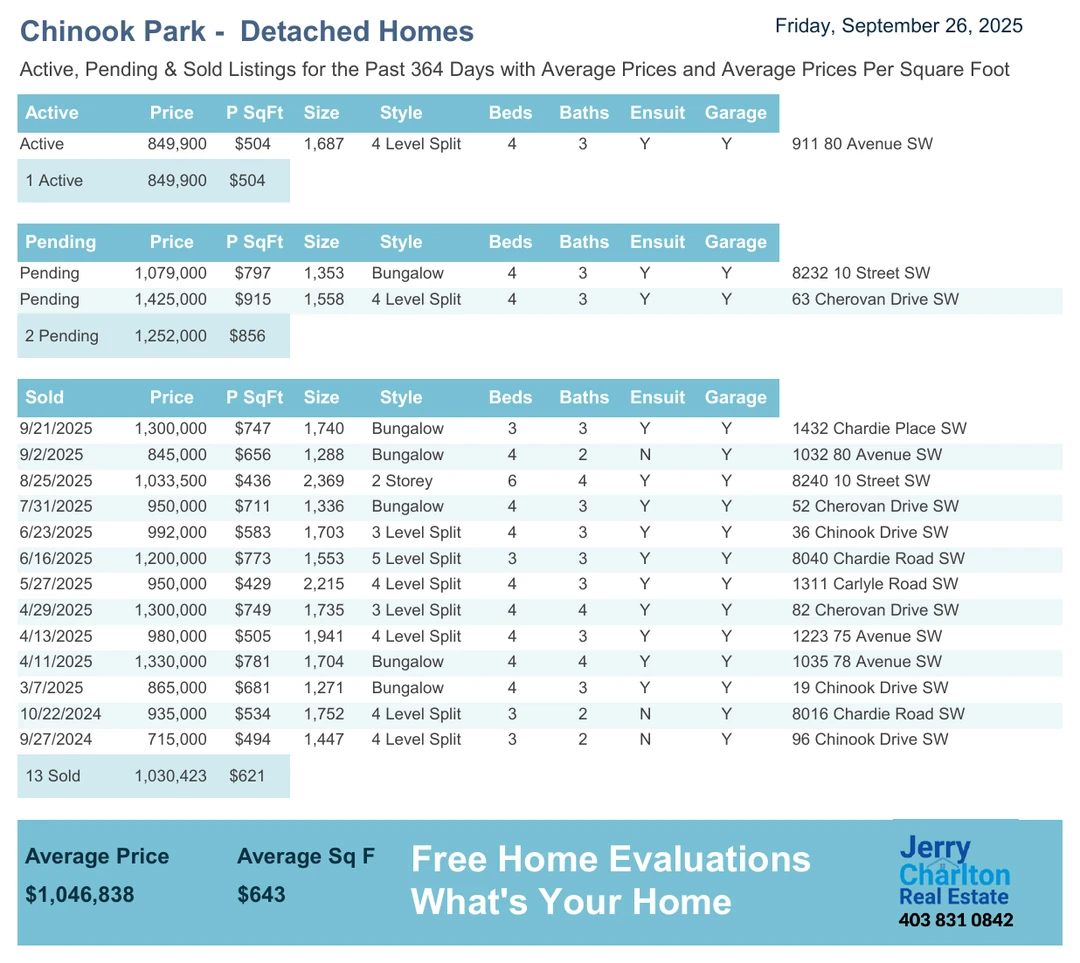 Chinook Park - Detached Homes
Friday, September 26, 2025
Active, Pending & Sold Listings for the Past 364 Days with Average Prices and Average Prices Per Square Foot
Active Price P SqFt Size Style Beds Baths Ensuit Garage
Active 849,900 $504 1,687 4 Level Split 4 3 Y Y 911 80 Avenue SW
1 Active 849,900 $504
Pending Price P SqFt Size Style Beds Baths Ensuit Garage
Pending 1,079,000 $797 1,353 Bungalow 4 3 Y Y 8232 10 Street SW
Pending 1,425,000 $915 1,558 4 Level Split 4 3 Y Y 63 Cherovan Drive SW
2 Pending 1,252,000 $856
Sold Price P SqFt Size Style Beds Baths Ensuit Garage
9/21/2025 1,300,000 $747 1,740 Bungalow 3 3 Y Y 1432 Chardie Place SW
9/2/2025 845,000 $656 1,288 Bungalow 4 2 N Y 1032 80 Avenue SW
8/25/2025 1,033,500 $436 2,369 2 Storey 6 4 Y Y 8240 10 Street SW
7/31/2025 950,000 $711 1,336 Bungalow 4 3 Y Y 52 Cherovan Drive SW
6/23/2025 992,000 $583 1,703 3 Level Split 4 3 Y Y 36 Chinook Drive SW
6/16/2025 1,200,000 $773 1,553 5 Level Split 3 3 Y Y 8040 Chardie Road SW
5/27/2025 950,000 $429 2,215 4 Level Split 4 3 Y Y 1311 Carlyle Road SW
4/29/2025 1,300,000 $749 1,735 3 Level Split 4 4 Y Y 82 Cherovan Drive SW
4/13/2025 980,000 $505 1,941 4 Level Split 4 3 Y Y 1223 75 Avenue SW
4/11/2025 1,330,000 $781 1,704 Bungalow 4 4 Y Y 1035 78 Avenue SW
3/7/2025 865,000 $681 1,271 Bungalow 4 3 Y Y 19 Chinook Drive SW
10/22/2024 935,000 $534 1,752 4 Level Split 3 2 N Y 8016 Chardie Road SW
9/27/2024 715,000 $494 1,447 4 Level Split 3 2 N Y 96 Chinook Drive SW
13 Sold 1,030,423 $621
Average Price Average Sq F
$1,046,838 $643
Free Home Evaluations
What's Your Home
Jerry
Charlton
Real Estate
403 831 0842